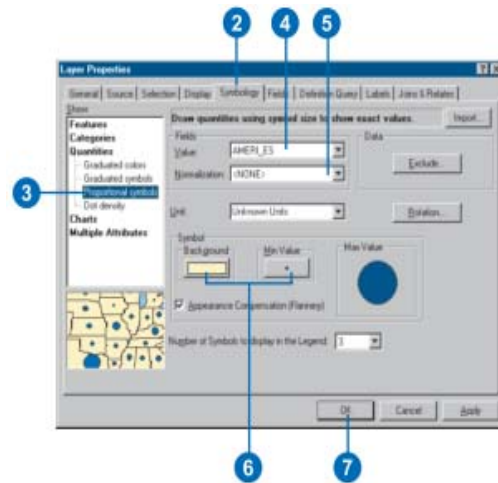 2
4
5
Layer Properties
General
Source
Selection
Display
Symbology
Fields
Definition Query
Labels
Joins & Relates
Show:
Features
Categories
Quantities
Graduated colors
Graduated symbols
Proportional symbols
Dot density
Charts
Multiple Attributes
3
Draw quantities using symbol size to show exact values.
Import...
Fields
Value:
AMERI_ES
Normalization:
<NONE>
Data
Exclude...
Unit:
Unknown Units
Rotation...
Symbol
Background
Min Value
Max Value
Appearance Compensation (Flannery)
Number of Symbols to display in the Legend:
3
OK
Cancel
Apply
6
7